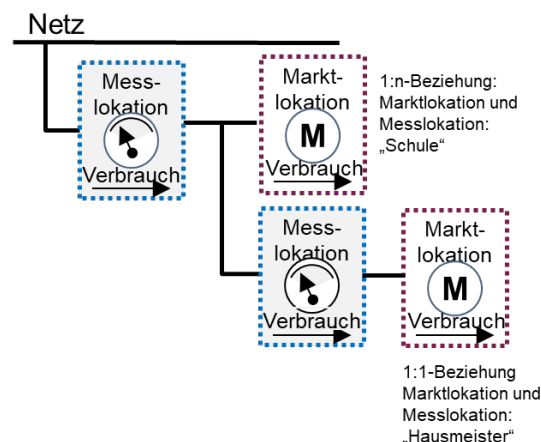 Netz
Mess-
lokation
Verbrauch
Markt-
lokation
M
Verbrauch
1:n-Beziehung:
Marktlokation und
Messlokation:
„Schule“
Mess-
lokation
Verbrauch
Markt-
lokation
M
Verbrauch
1:1-Beziehung
Marktlokation und
Messlokation:
„Hausmeister“